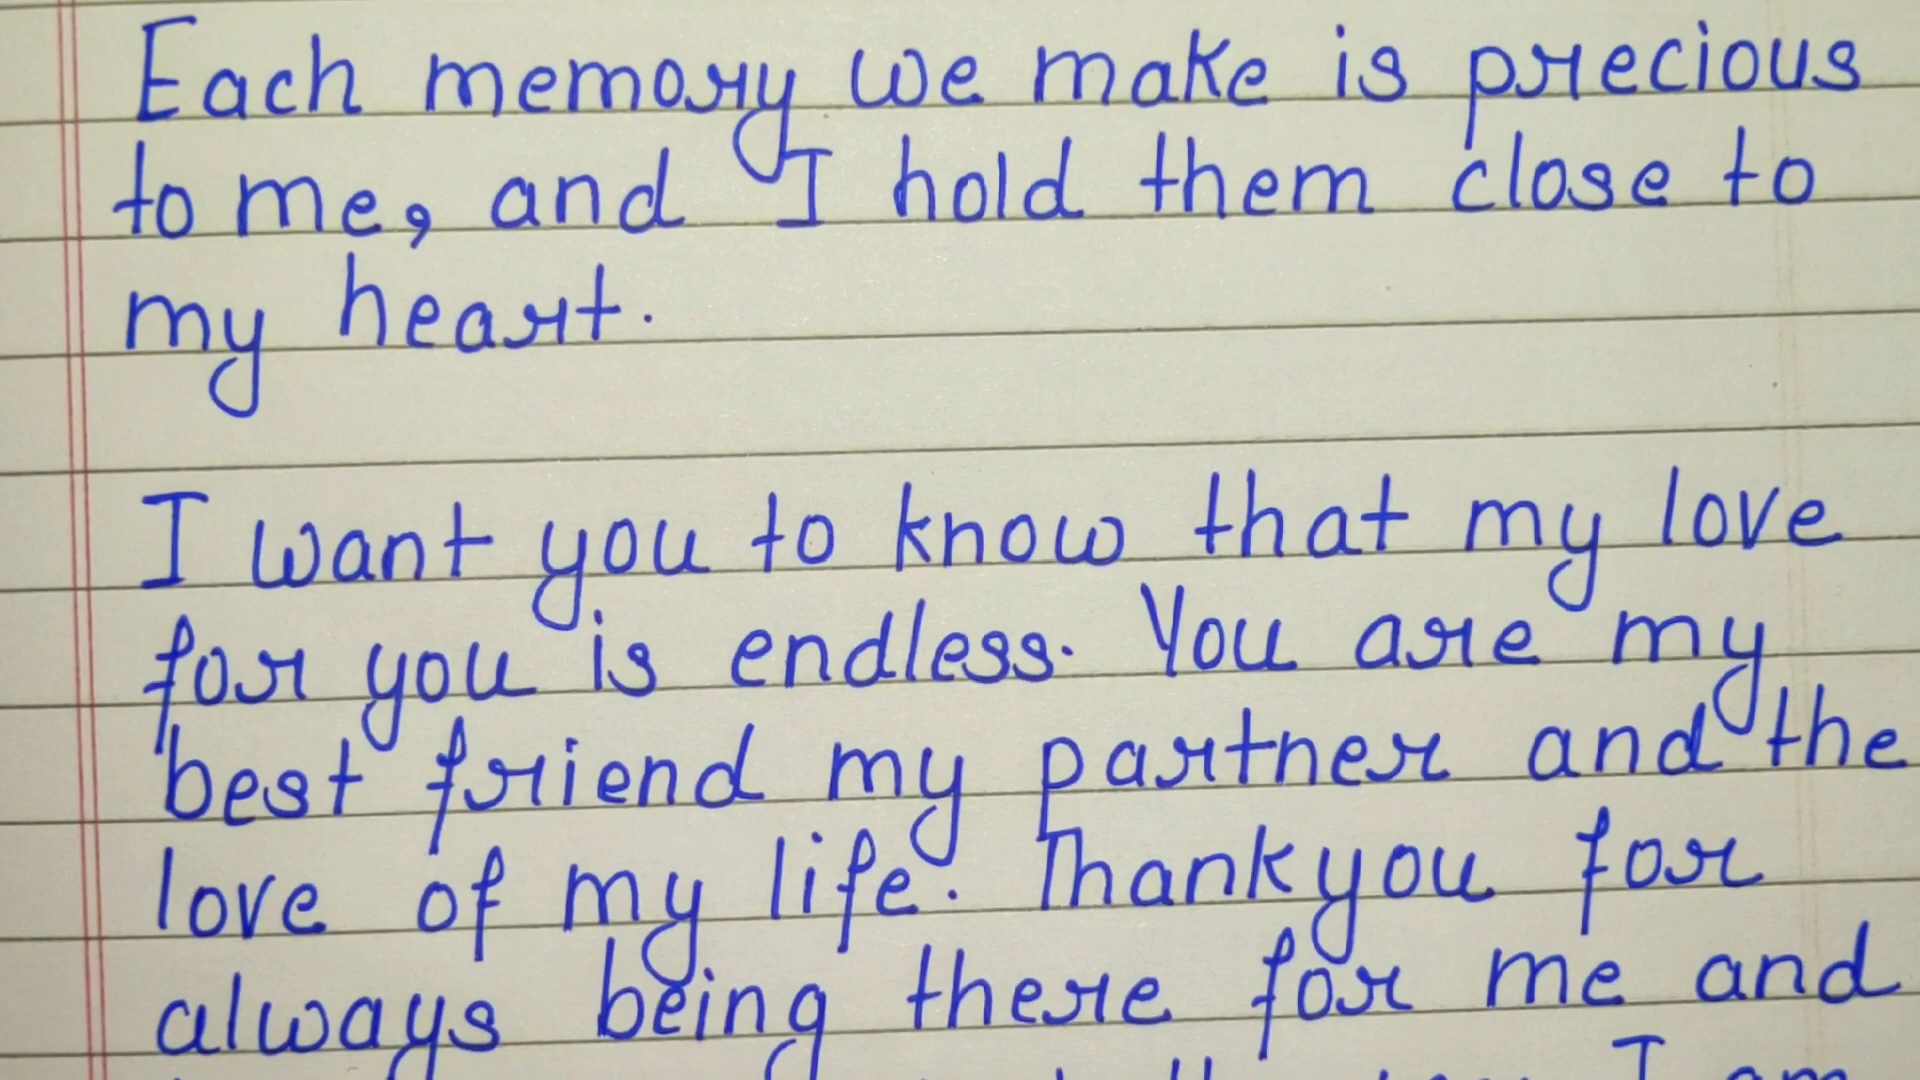 Each memory we make is precious
to me, and I hold them close to
my heart.
I want you to know that my love
for you is endless. You are my
best friend my partner and the
love of my life. Thankyou for
always being there for me and
I am